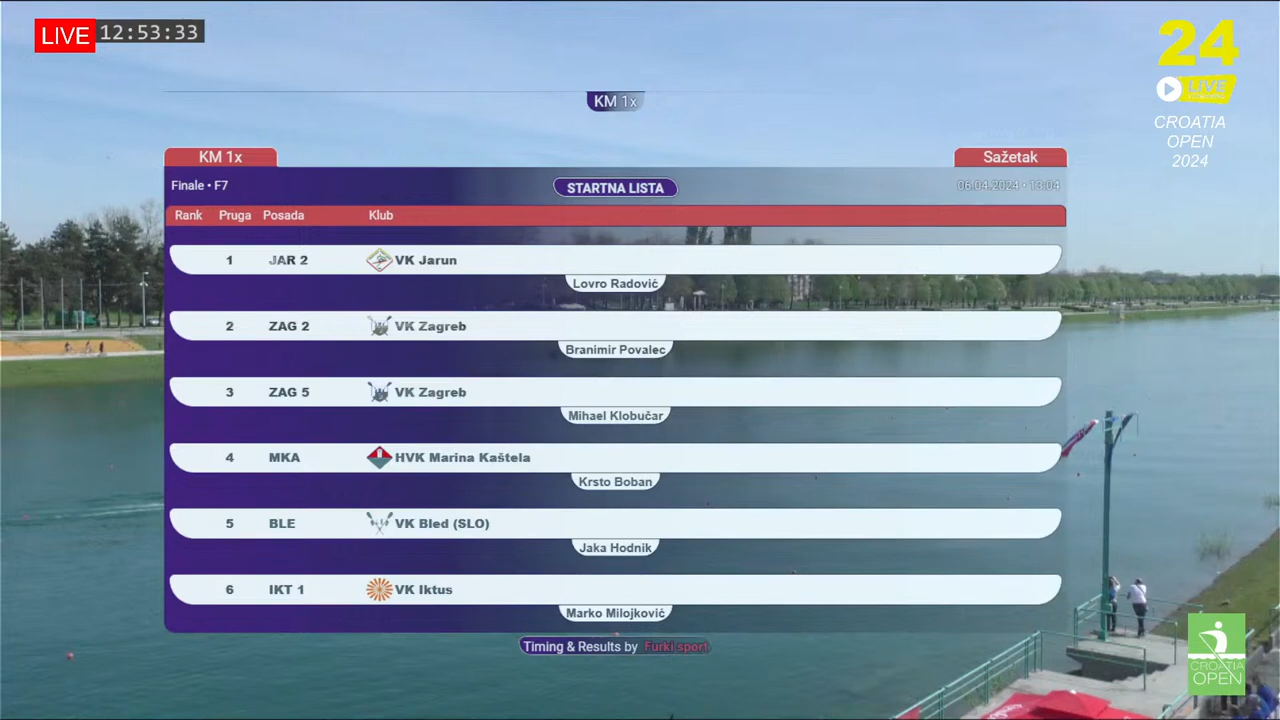 LIVE 12:53:33
24
LIVE
CROATIA
OPEN
2024
KM 1x
KM 1x
Sažetak
Finale • F7
STARTNA LISTA
06.04.2024 • 13:04
Rank Pruga Posada Klub
1 JAR 2 VK Jarun
Lovro Radović
2 ZAG 2 VK Zagreb
Branimir Povalec
3 ZAG 5 VK Zagreb
Mihael Klobučar
4 MKA HVK Marina Kaštela
Krsto Boban
5 BLE VK Bled (SLO)
Jaka Hodnik
6 IKT 1 VK Iktus
Marko Milojković
Timing & Results by Furki sport
CROATIA
OPEN